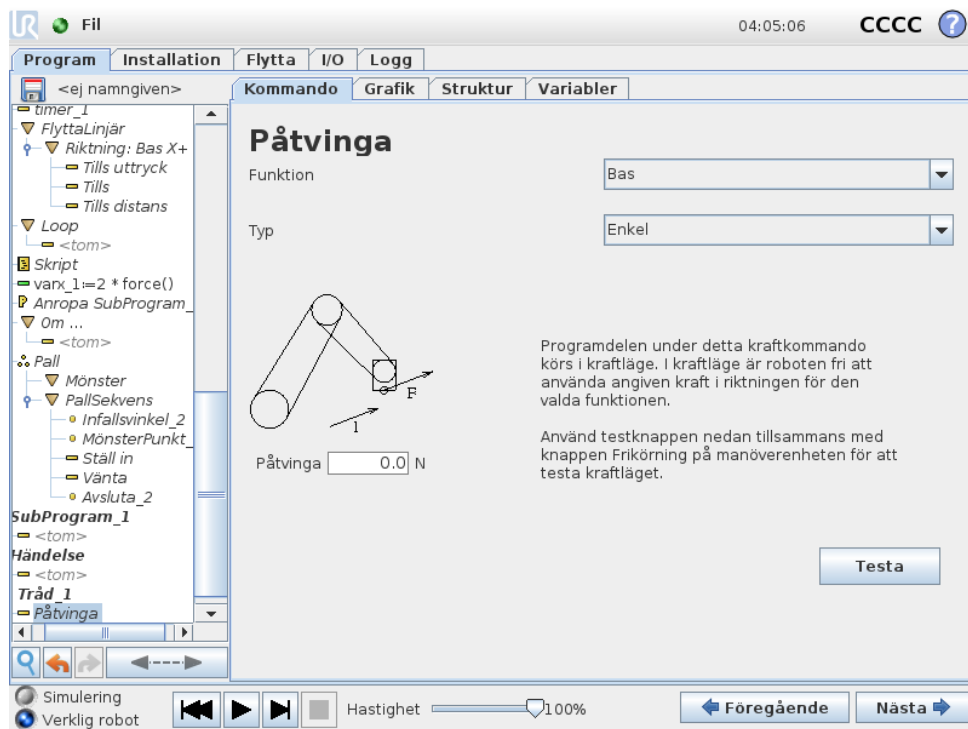 UR Fil 04:05:06 CCCC ?
Program Installation Flytta I/O Logg
<ej namngiven>
Kommando Grafik Struktur Variabler
timer_1
FlyttaLinjär
Riktning: Bas X+
Tills uttryck
Tills
Tills distans
Loop
<tom>
Skript
varx_1:=2 * force()
Anropa SubProgram_
Om ...
<tom>
Pall
Mönster
PallSekvens
Infallsvinkel_2
MönsterPunkt_
Ställ in
Vänta
Avsluta_2
SubProgram_1
<tom>
Händelse
<tom>
Tråd_1
Påtvinga
Påtvinga
Funktion Bas
Typ Enkel
F
1
Påtvinga 0.0 N
Programdelen under detta kraftkommando
körs i kraftläge. I kraftläge är roboten fri att
använda angiven kraft i riktningen för den
valda funktionen.
Använd testknappen nedan tillsammans med
knappen Frikörning på manöverenheten för att
testa kraftläget.
Testa
Simulering
Verklig robot
Hastighet 100%
Föregående Nästa